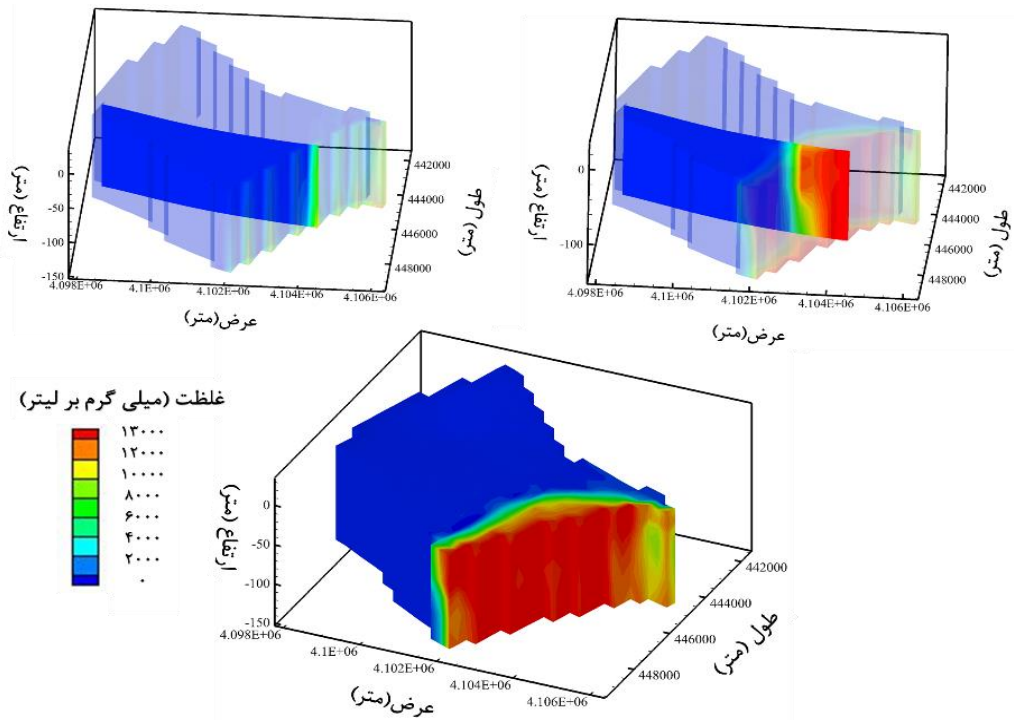 0
-50
-100
-150
ارتفاع (متر)
4.098E+06
4.1E+06
4.102E+06
4.104E+06
4.106E+06
عرض(متر)
442000
444000
446000
448000
طول (متر)
0
-100
ارتفاع (متر)
4.098E+06
4.1E+06
4.102E+06
4.104E+06
4.106E+06
عرض(متر)
442000
444000
446000
448000
طول (متر)
غلظت (میلی گرم بر لیتر)
۱۳۰۰۰
۱۲۰۰۰
۱۰۰۰۰
۸۰۰۰
۶۰۰۰
۴۰۰۰
۲۰۰۰
۰
0
-50
-100
-150
ارتفاع (متر)
4.098E+06
4.1E+06
4.102E+06
4.104E+06
4.106E+06
عرض(متر)
442000
444000
446000
448000
طول (متر)